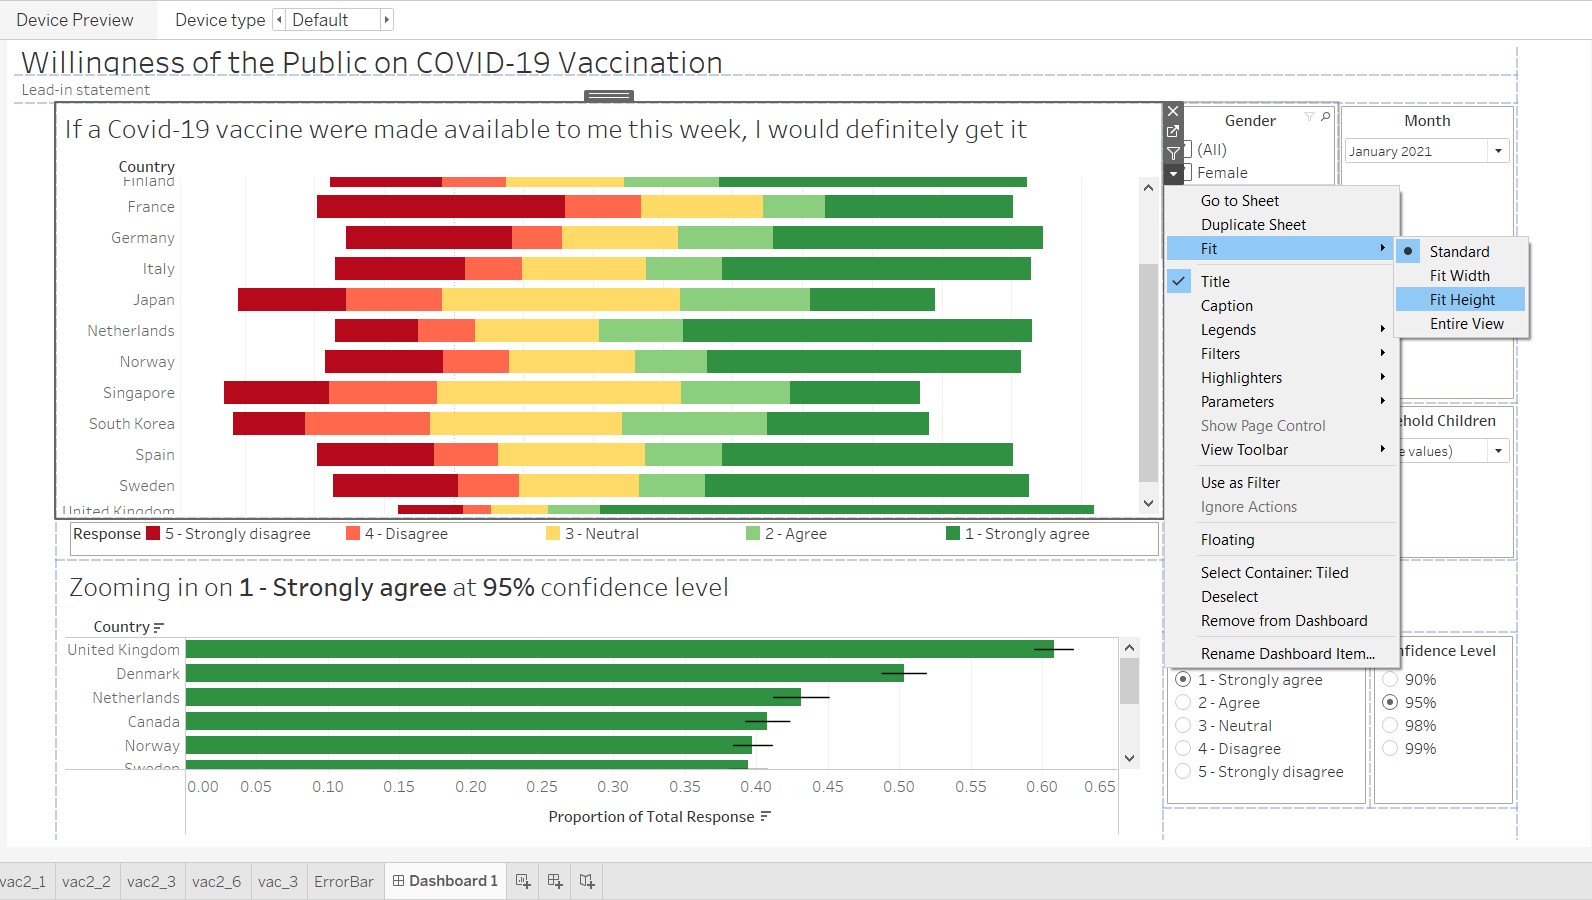 Device Preview
Device type
Default
Willingness of the Public on COVID-19 Vaccination
Lead-in statement
If a Covid-19 vaccine were made available to me this week, I would definitely get it
Country
Finland
France
Germany
Italy
Japan
Netherlands
Norway
Singapore
South Korea
Spain
Sweden
United Kingdom
Response
5 - Strongly disagree
4 - Disagree
3 - Neutral
2 - Agree
1 - Strongly agree
Gender
(All)
Female
Month
January 2021
Go to Sheet
Duplicate Sheet
Fit
Title
Caption
Legends
Filters
Highlighters
Parameters
Show Page Control
View Toolbar
Use as Filter
Ignore Actions
Floating
Select Container: Tiled
Deselect
Remove from Dashboard
Rename Dashboard Item...
Standard
Fit Width
Fit Height
Entire View
ehold Children
e values)
Zooming in on 1 - Strongly agree at 95% confidence level
Country
United Kingdom
Denmark
Netherlands
Canada
Norway
Sweden
0.00 0.05 0.10 0.15 0.20 0.25 0.30 0.35 0.40 0.45 0.50 0.55 0.60 0.65
Proportion of Total Response
1 - Strongly agree
2 - Agree
3 - Neutral
4 - Disagree
5 - Strongly disagree
nfidence Level
90%
95%
98%
99%
vac2_1 vac2_2 vac2_3 vac2_6 vac_3 ErrorBar Dashboard 1